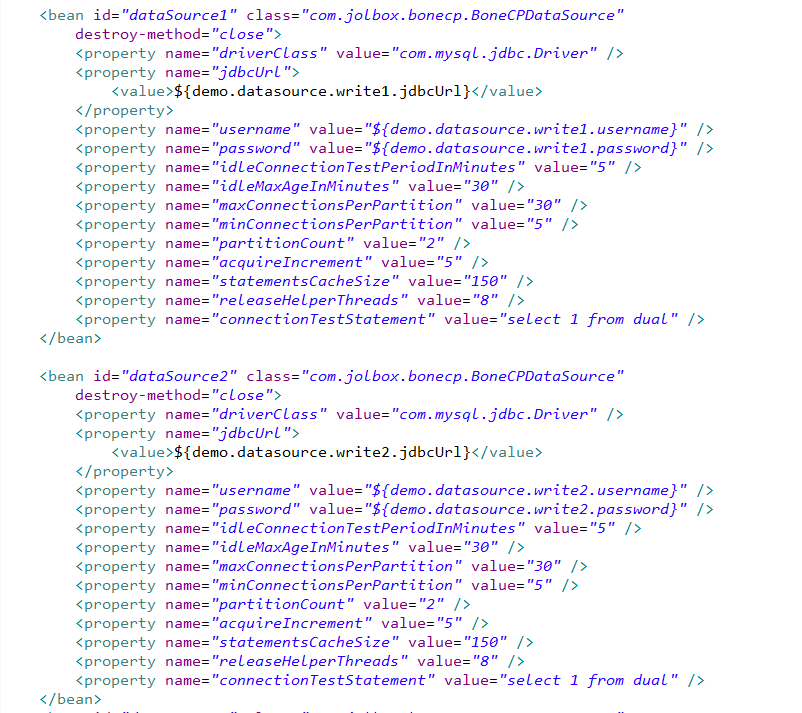 <bean id="dataSource1" class="com.jolbox.bonecp.BoneCPDataSource"
destroy-method="close">
<property name="driverClass" value="com.mysql.jdbc.Driver" />
<property name="jdbcUrl">
<value>${demo.datasource.write1.jdbcUrl}</value>
</property>
<property name="username" value="${demo.datasource.write1.username}" />
<property name="password" value="${demo.datasource.write1.password}" />
<property name="idleConnectionTestPeriodInMinutes" value="5" />
<property name="idleMaxAgeInMinutes" value="30" />
<property name="maxConnectionsPerPartition" value="30" />
<property name="minConnectionsPerPartition" value="5" />
<property name="partitionCount" value="2" />
<property name="acquireIncrement" value="5" />
<property name="statementsCacheSize" value="150" />
<property name="releaseHelperThreads" value="8" />
<property name="connectionTestStatement" value="select 1 from dual" />
</bean>
<bean id="dataSource2" class="com.jolbox.bonecp.BoneCPDataSource"
destroy-method="close">
<property name="driverClass" value="com.mysql.jdbc.Driver" />
<property name="jdbcUrl">
<value>${demo.datasource.write2.jdbcUrl}</value>
</property>
<property name="username" value="${demo.datasource.write2.username}" />
<property name="password" value="${demo.datasource.write2.password}" />
<property name="idleConnectionTestPeriodInMinutes" value="5" />
<property name="idleMaxAgeInMinutes" value="30" />
<property name="maxConnectionsPerPartition" value="30" />
<property name="minConnectionsPerPartition" value="5" />
<property name="partitionCount" value="2" />
<property name="acquireIncrement" value="5" />
<property name="statementsCacheSize" value="150" />
<property name="releaseHelperThreads" value="8" />
<property name="connectionTestStatement" value="select 1 from dual" />
</bean>